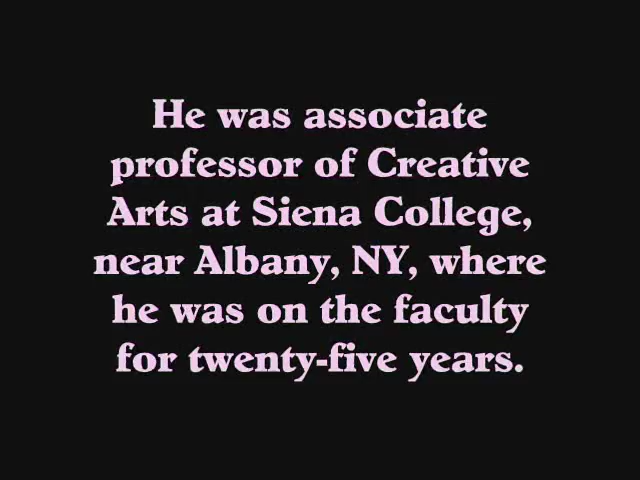 He was associate
professor of Creative
Arts at Siena College,
near Albany, NY, where
he was on the faculty
for twenty-five years.